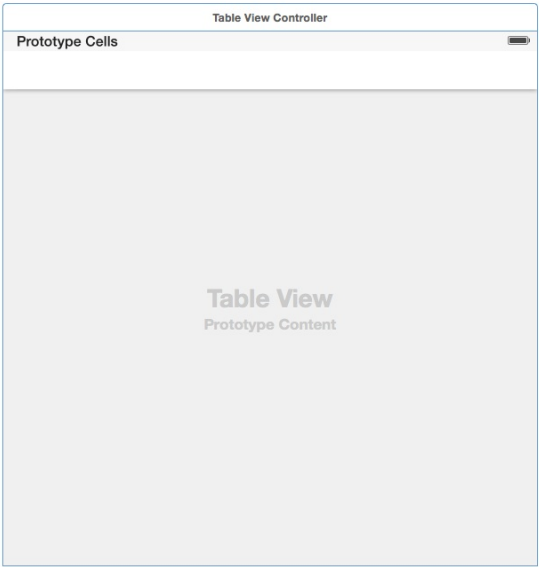 Table View Controller
Prototype Cells
Table View
Prototype Content